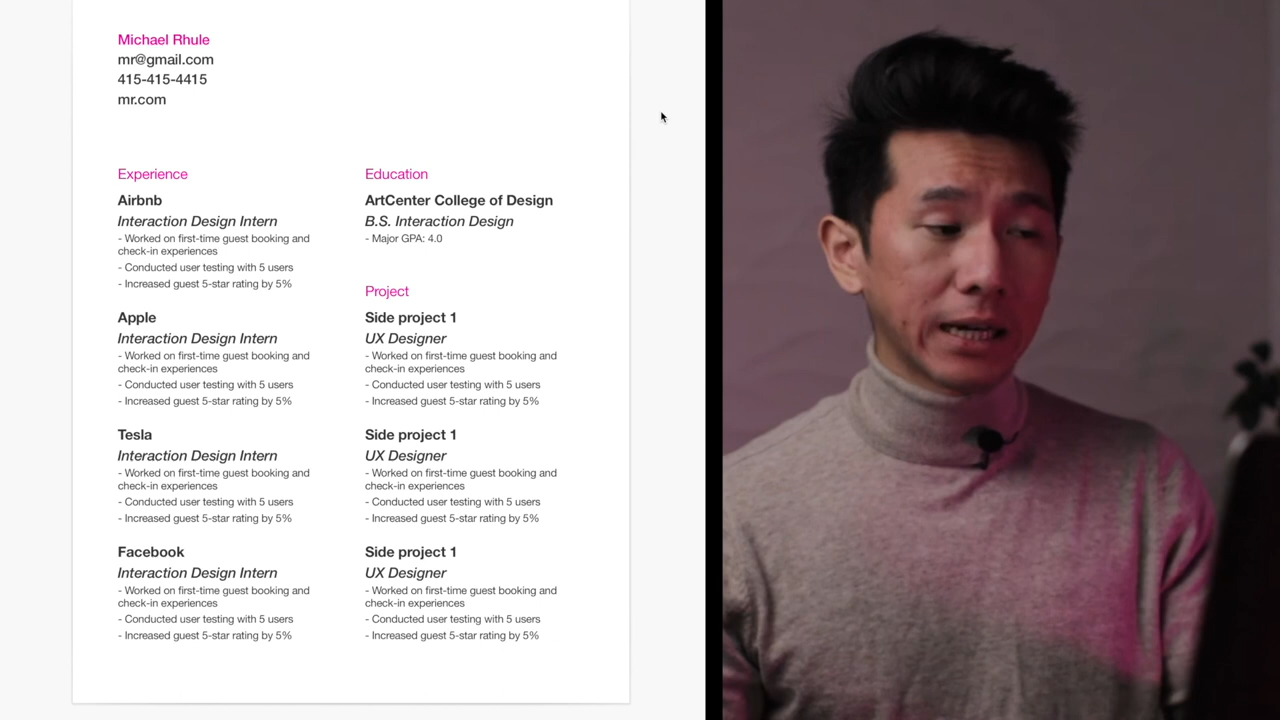 Michael Rhule
mr@gmail.com
415-415-4415
mr.com
Experience
Airbnb
Interaction Design Intern
- Worked on first-time guest booking and
check-in experiences
- Conducted user testing with 5 users
- Increased guest 5-star rating by 5%
Apple
Interaction Design Intern
- Worked on first-time guest booking and
check-in experiences
- Conducted user testing with 5 users
- Increased guest 5-star rating by 5%
Tesla
Interaction Design Intern
- Worked on first-time guest booking and
check-in experiences
- Conducted user testing with 5 users
- Increased guest 5-star rating by 5%
Facebook
Interaction Design Intern
- Worked on first-time guest booking and
check-in experiences
- Conducted user testing with 5 users
- Increased guest 5-star rating by 5%
Education
ArtCenter College of Design
B.S. Interaction Design
- Major GPA: 4.0
Project
Side project 1
UX Designer
- Worked on first-time guest booking and
check-in experiences
- Conducted user testing with 5 users
- Increased guest 5-star rating by 5%
Side project 1
UX Designer
- Worked on first-time guest booking and
check-in experiences
- Conducted user testing with 5 users
- Increased guest 5-star rating by 5%
Side project 1
UX Designer
- Worked on first-time guest booking and
check-in experiences
- Conducted user testing with 5 users
- Increased guest 5-star rating by 5%